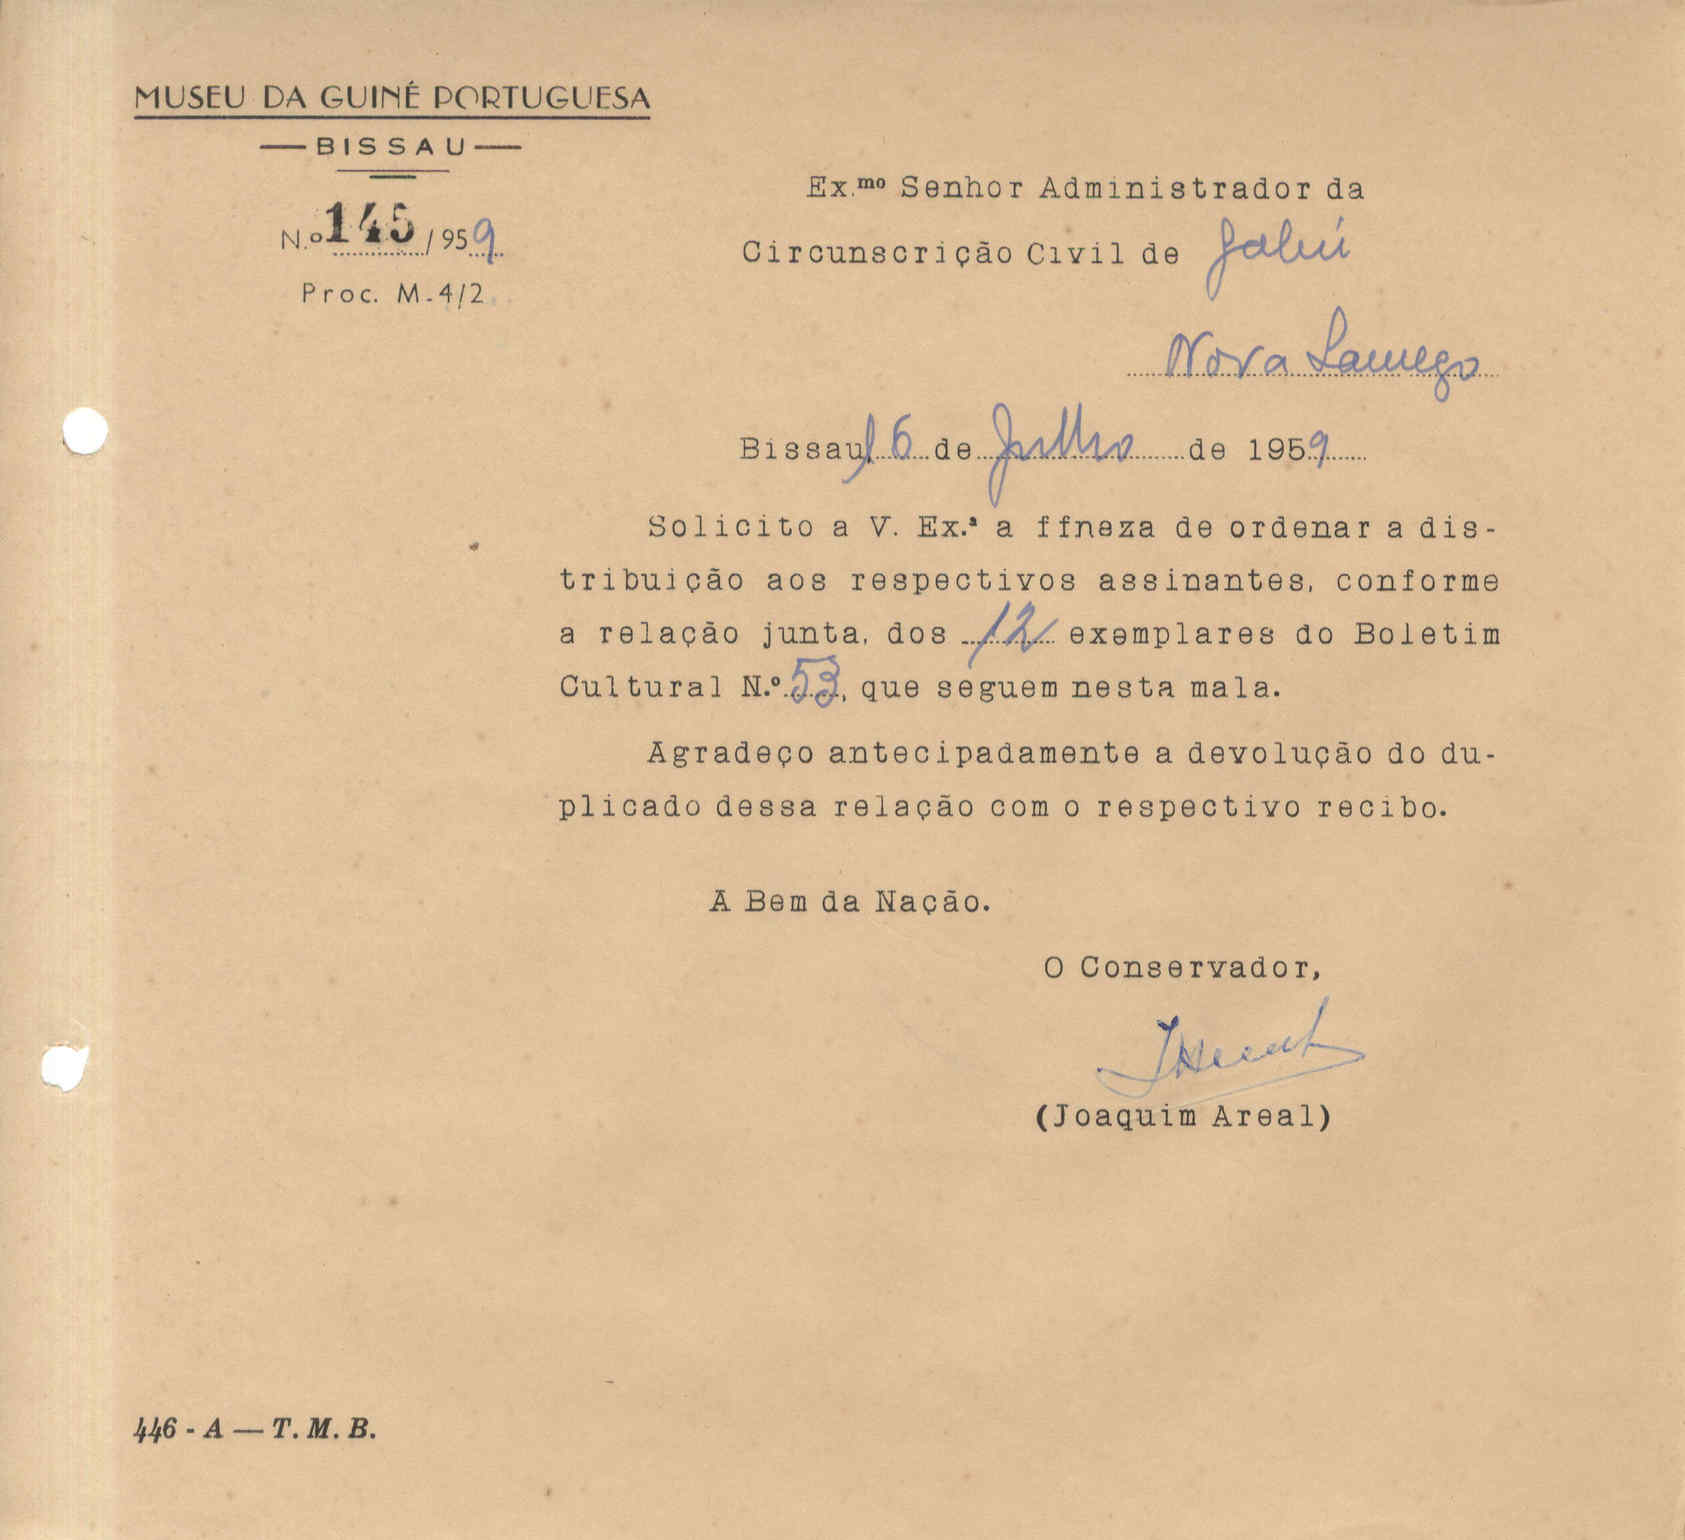 MUSEU DA GUINÉ PORTUGUESA
— BISSAU —
N.º 145 / 959
Proc. M-4/2
Ex.mo Senhor Administrador da
Circunscrição Civil de Gabú
Nova Lamego
Bissau, 16 de Julho de 1959
Solicito a V. Ex.ª a ffneza de ordenar a dis-
tribuição aos respectivos assinantes, conforme
a relação junta, dos 12 exemplares do Boletim
Cultural N.º 53, que seguem nesta mala.
Agradeço antecipadamente a devolução do du-
plicado dessa relação com o respectivo recibo.
A Bem da Nação.
O Conservador,
(Joaquim Areal)
446 - A — T. M. B.